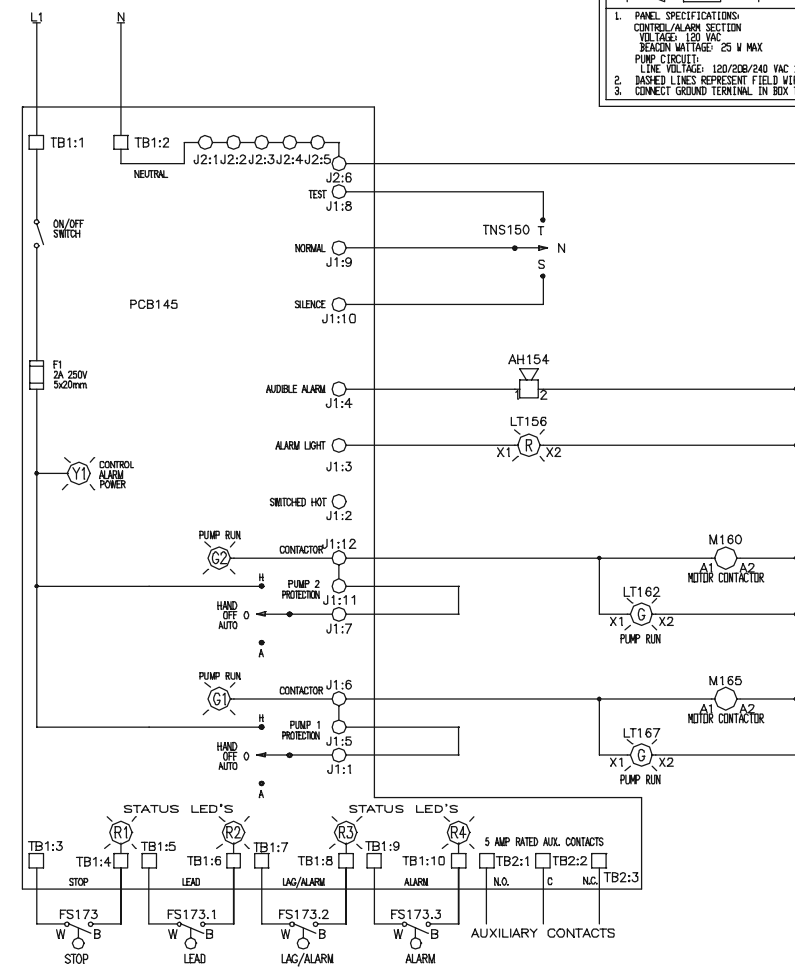 L1 N
1. PANEL SPECIFICATIONS:
CONTROL/ALARM SECTION
VOLTAGE: 120 VAC
BEACON WATTAGE: 25 W MAX
PUMP CIRCUIT:
LINE VOLTAGE: 120/208/240 VAC
2. DASHED LINES REPRESENT FIELD
3. CONNECT GROUND TERMINAL IN BOX
TB1:1 TB1:2
NEUTRAL
J2:1 J2:2 J2:3 J2:4 J2:5
J2:6
TEST
J1:8
TNS150 T
ON/OFF
SWITCH
NORMAL
N
J1:9
S
PCB145
SILENCE
J1:10
F1
2A 250V
5x20mm
AH154
AUDIBLE ALARM
1 2
J1:4
LT156
ALARM LIGHT
R
X1 X2
J1:3
Y1
CONTROL
ALARM
POWER
SWITCHED HOT
J1:2
PUMP RUN
G2
CONTACTOR
J1:12
M160
A1 A2
MOTOR CONTACTOR
H
PUMP 2
PROTECTION
J1:11
LT162
HAND
OFF O
AUTO
J1:7
G
X1 X2
PUMP RUN
A
PUMP RUN
G1
CONTACTOR
J1:6
M165
A1 A2
MOTOR CONTACTOR
H
PUMP 1
PROTECTION
J1:5
LT167
HAND
OFF O
AUTO
J1:1
G
X1 X2
PUMP RUN
A
STATUS LED'S STATUS LED'S
R1 R2 R3 R4
TB1:3 TB1:5 TB1:7 TB1:9
5 AMP RATED AUX. CONTACTS
TB1:4 TB1:6 TB1:8 TB1:10 TB2:1 TB2:2
TB2:3
STOP LEAD LAG/ALARM ALARM N.O. C N.C.
FS173 FS173.1 FS173.2 FS173.3
W B W B W B W B
AUXILIARY CONTACTS
STOP LEAD LAG/ALARM ALARM